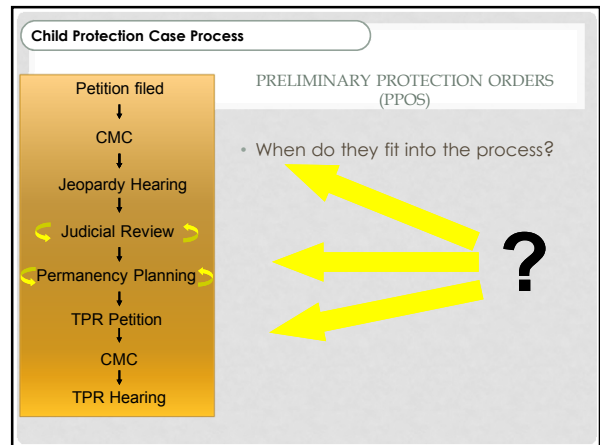 Child Protection Case Process
PRELIMINARY PROTECTION ORDERS
(PPOS)
Petition filed
CMC
Jeopardy Hearing
Judicial Review
Permanency Planning
TPR Petition
CMC
TPR Hearing
• When do they fit into the process?
?